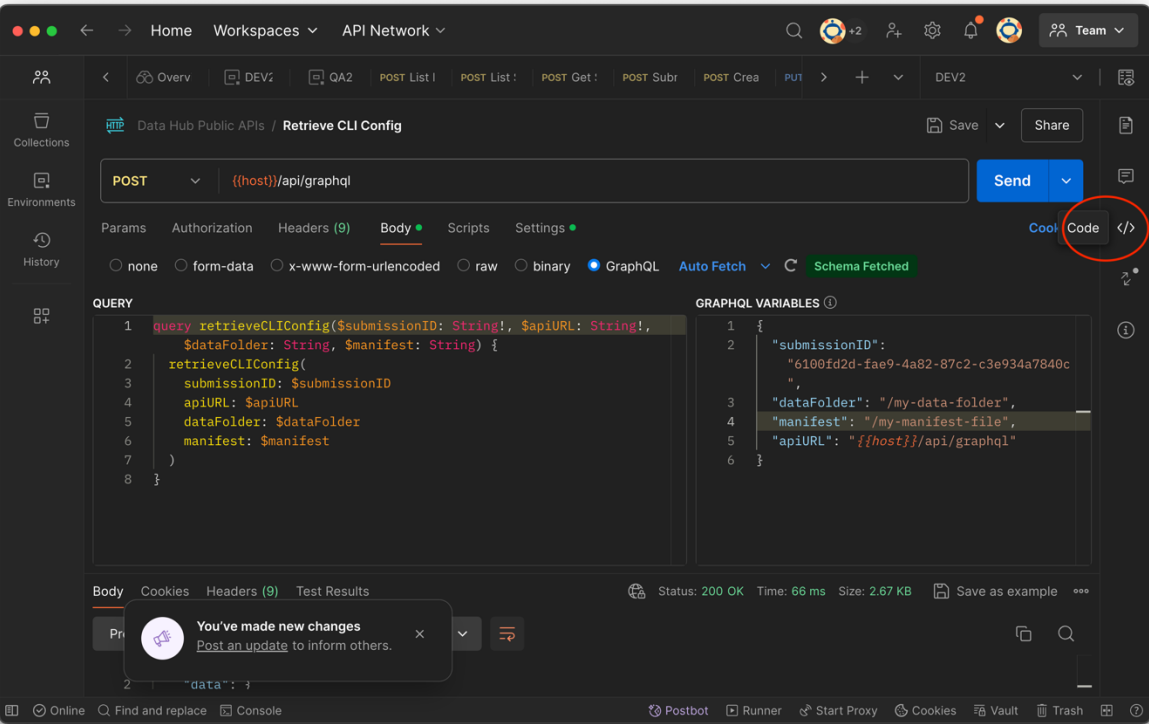 Home Workspaces API Network +2 Team
Overv DEV2 QA2 POST List I POST List : POST Get : POST Subr POST Crea PUT DEV2
HTTP Data Hub Public APIs / Retrieve CLI Config Save Share
Collections
Environments
History
POST {{host}}/api/graphql Send
Params Authorization Headers (9) Body Scripts Settings Cook Code </>
none form-data x-www-form-urlencoded raw binary GraphQL Auto Fetch Schema Fetched
QUERY GRAPHQL VARIABLES
1 query retrieveCLIConfig($submissionID: String!, $apiURL: String!,
$dataFolder: String, $manifest: String) {
2 retrieveCLIConfig(
3 submissionID: $submissionID
4 apiURL: $apiURL
5 dataFolder: $dataFolder
6 manifest: $manifest
7 )
8 }
1 {
2 "submissionID":
"6100fd2d-fae9-4a82-87c2-c3e934a7840c
",
3 "dataFolder": "/my-data-folder",
4 "manifest": "/my-manifest-file",
5 "apiURL": "{{host}}/api/graphql"
6 }
Body Cookies Headers (9) Test Results Status: 200 OK Time: 66 ms Size: 2.67 KB Save as example
Pr
You've made new changes
Post an update to inform others.
2 "data": {
Online Find and replace Console Postbot Runner Start Proxy Cookies Vault Trash